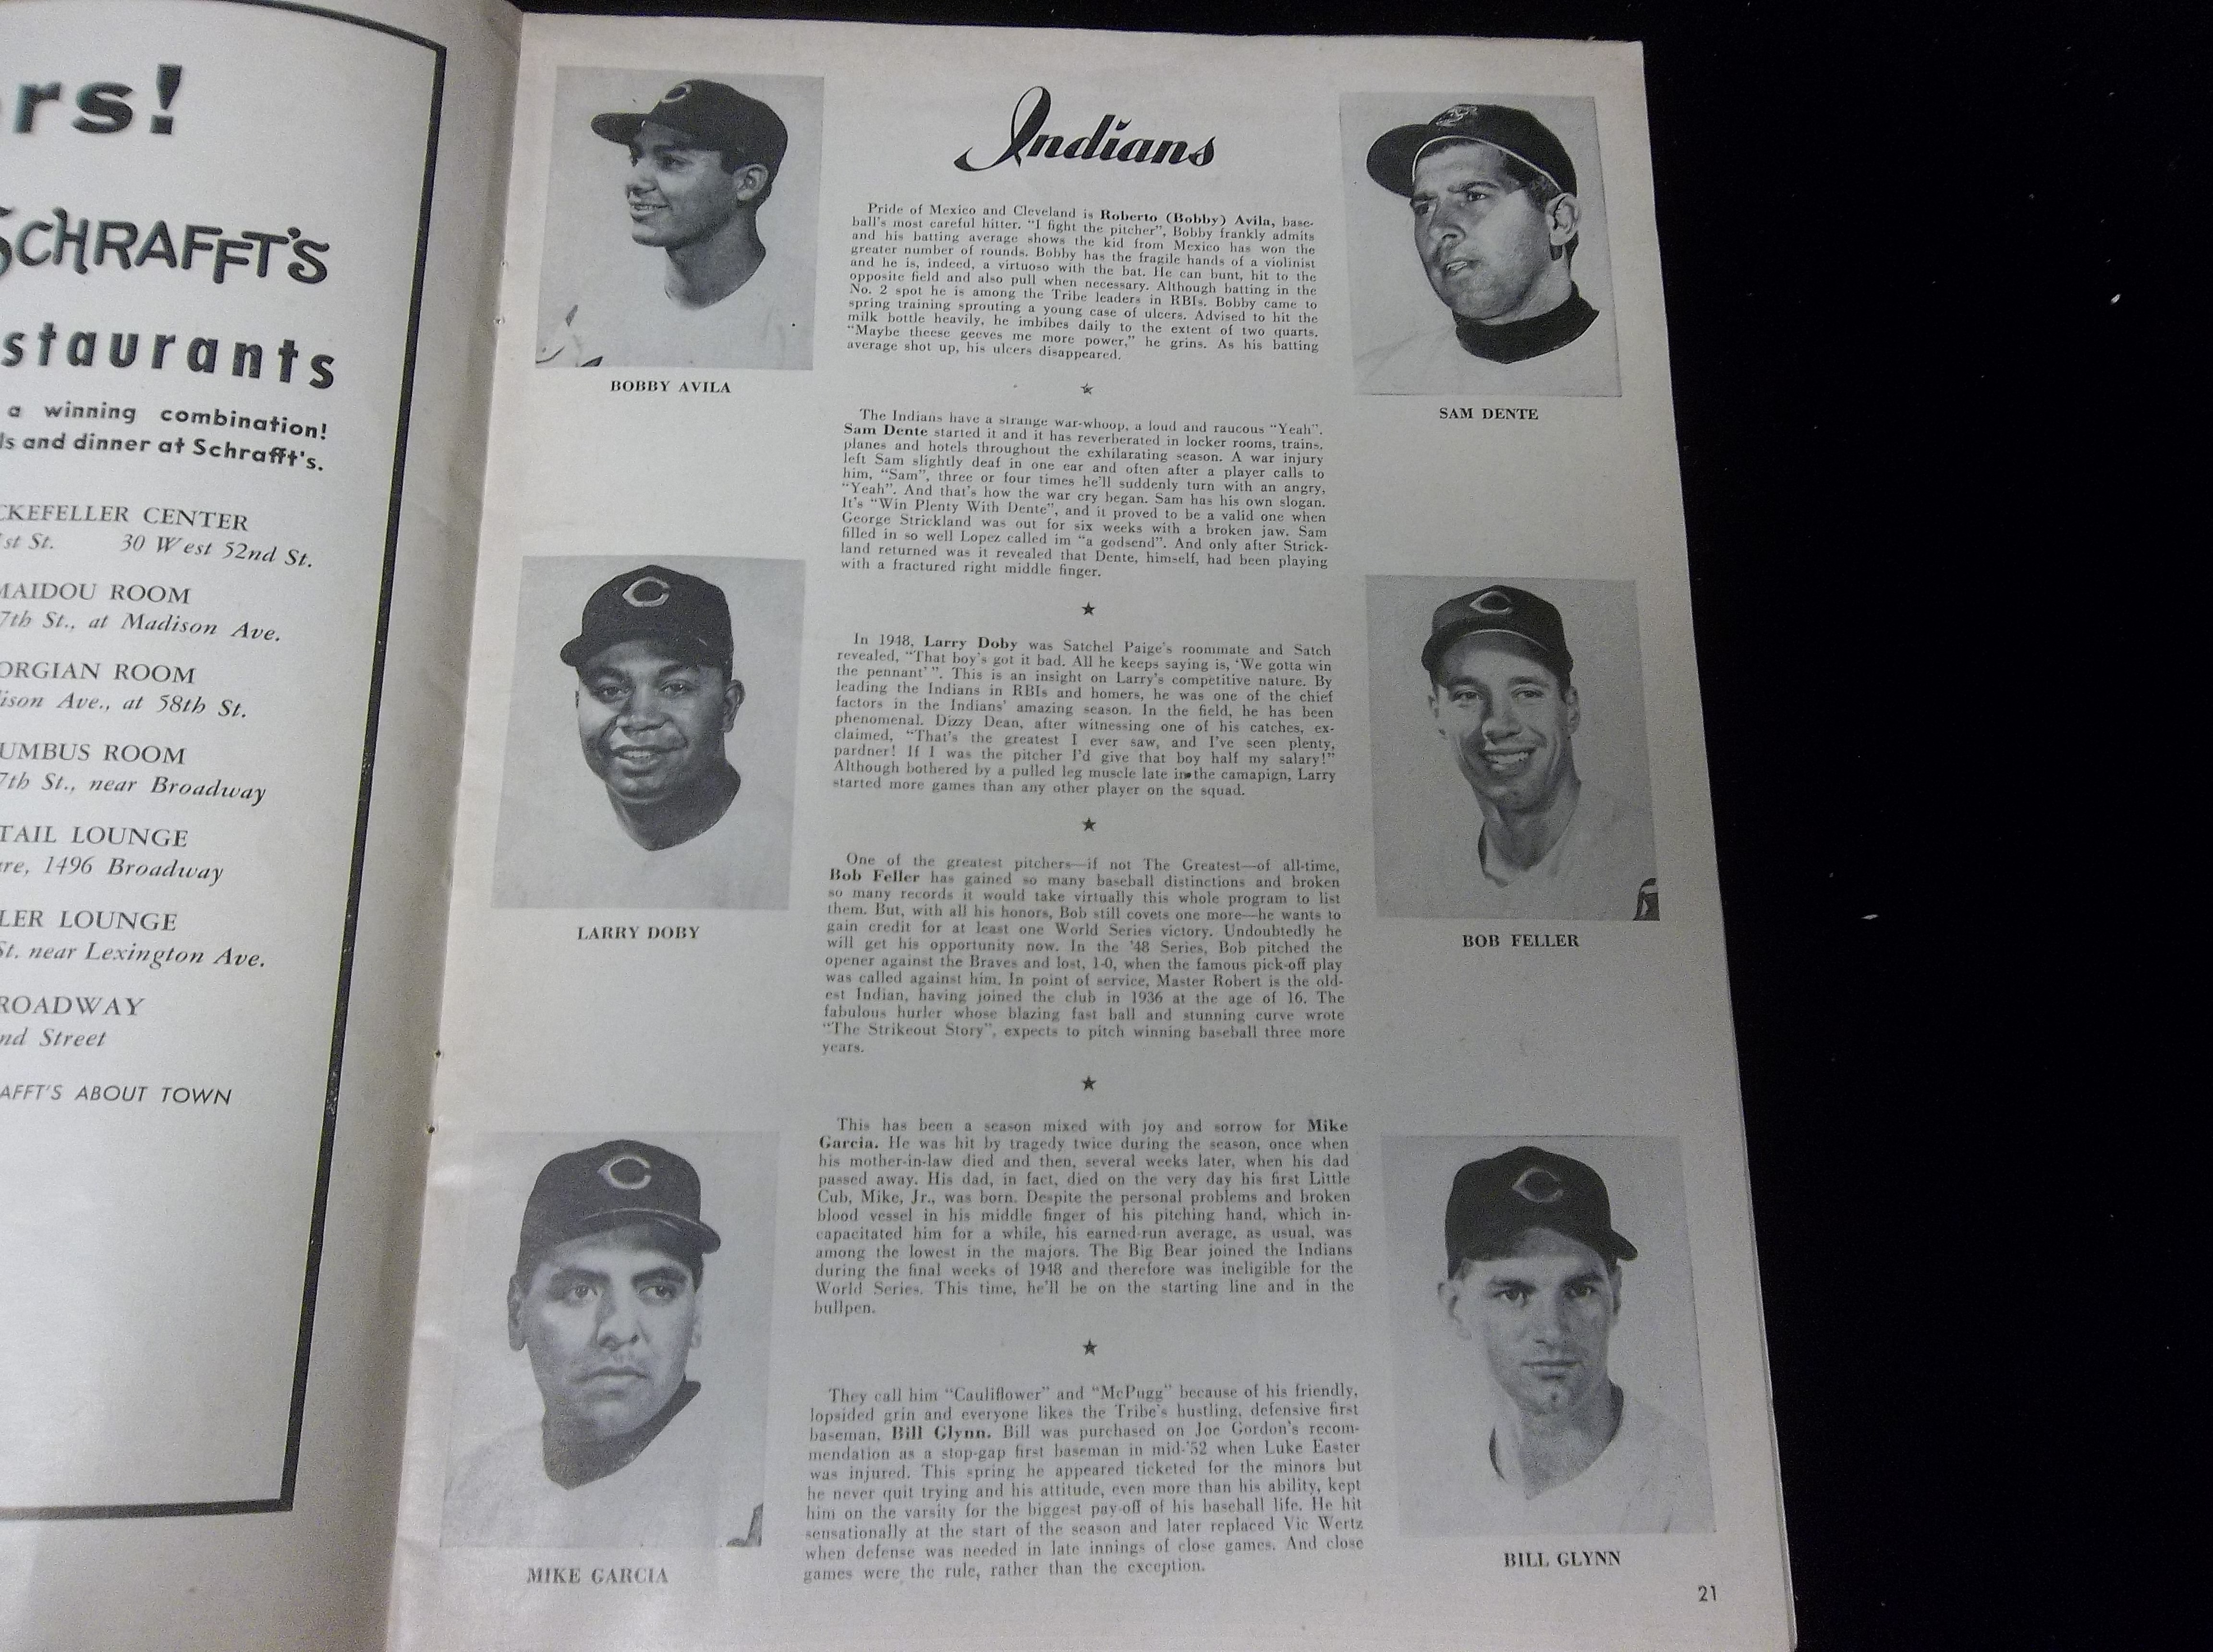 rs!
SCHRAFFT'S
staurants
a winning combination!
ls and dinner at Schrafft's.
CKEFELLER CENTER
1st St. 30 West 52nd St.
MAIDOU ROOM
7th St., at Madison Ave.
ORGIAN ROOM
ison Ave., at 58th St.
UMBUS ROOM
7th St., near Broadway
TAIL LOUNGE
are, 1496 Broadway
LER LOUNGE
St. near Lexington Ave.
ROADWAY
nd Street
AFFT'S ABOUT TOWN
Indians
BOBBY AVILA
SAM DENTE
Pride of Mexico and Cleveland is Roberto (Bobby) Avila, base-
ball's most careful hitter. "I fight the pitcher", Bobby frankly admits
and his batting average shows the kid from Mexico has won the
greater number of rounds. Bobby has the fragile hands of a violinist
and he is, indeed, a virtuoso with the bat. He can bunt, hit to the
opposite field and also pull when necessary. Although batting in the
No. 2 spot he is among the Tribe leaders in RBIs. Bobby came to
spring training sprouting a young case of ulcers. Advised to hit the
milk bottle heavily, he imbibes daily to the extent of two quarts.
"Maybe theese geeves me more power," he grins. As his batting
average shot up, his ulcers disappeared.
The Indians have a strange war-whoop, a loud and raucous "Yeah".
Sam Dente started it and it has reverberated in locker rooms, trains,
planes and hotels throughout the exhilarating season. A war injury
left Sam slightly deaf in one ear and often after a player calls to
him, "Sam", three or four times he'll suddenly turn with an angry,
"Yeah". And that's how the war cry began. Sam has his own slogan.
It's "Win Plenty With Dente", and it proved to be a valid one when
George Strickland was out for six weeks with a broken jaw. Sam
filled in so well Lopez called im "a godsend". And only after Strick-
land returned was it revealed that Dente, himself, had been playing
with a fractured right middle finger.
LARRY DOBY
BOB FELLER
In 1948, Larry Doby was Satchel Paige's roommate and Satch
revealed, "That boy's got it bad. All he keeps saying is, 'We gotta win
the pennant' ". This is an insight on Larry's competitive nature. By
leading the Indians in RBIs and homers, he was one of the chief
factors in the Indians' amazing season. In the field, he has been
phenomenal. Dizzy Dean, after witnessing one of his catches, ex-
claimed, "That's the greatest I ever saw, and I've seen plenty,
pardner! If I was the pitcher I'd give that boy half my salary!"
Although bothered by a pulled leg muscle late in the camapign, Larry
started more games than any other player on the squad.
One of the greatest pitchers—if not The Greatest—of all-time,
Bob Feller has gained so many baseball distinctions and broken
so many records it would take virtually this whole program to list
them. But, with all his honors, Bob still covets one more—he wants to
gain credit for at least one World Series victory. Undoubtedly he
will get his opportunity now. In the '48 Series, Bob pitched the
opener against the Braves and lost, 1-0, when the famous pick-off play
was called against him. In point of service, Master Robert is the old-
est Indian, having joined the club in 1936 at the age of 16. The
fabulous hurler whose blazing fast ball and stunning curve wrote
"The Strikeout Story", expects to pitch winning baseball three more
years.
MIKE GARCIA
BILL GLYNN
This has been a season mixed with joy and sorrow for Mike
Garcia. He was hit by tragedy twice during the season, once when
his mother-in-law died and then, several weeks later, when his dad
passed away. His dad, in fact, died on the very day his first Little
Cub, Mike, Jr., was born. Despite the personal problems and broken
blood vessel in his middle finger of his pitching hand, which in-
capacitated him for a while, his earned-run average, as usual, was
among the lowest in the majors. The Big Bear joined the Indians
during the final weeks of 1948 and therefore was ineligible for the
World Series. This time, he'll be on the starting line and in the
bullpen.
They call him "Cauliflower" and "McPugg" because of his friendly,
lopsided grin and everyone likes the Tribe's hustling, defensive first
baseman, Bill Glynn. Bill was purchased on Joe Gordon's recom-
mendation as a stop-gap first baseman in mid-'52 when Luke Easter
was injured. This spring he appeared ticketed for the minors but
he never quit trying and his attitude, even more than his ability, kept
him on the varsity for the biggest pay-off of his baseball life. He hit
sensationally at the start of the season and later replaced Vic Wertz
when defense was needed in late innings of close games. And close
games were the rule, rather than the exception.
21